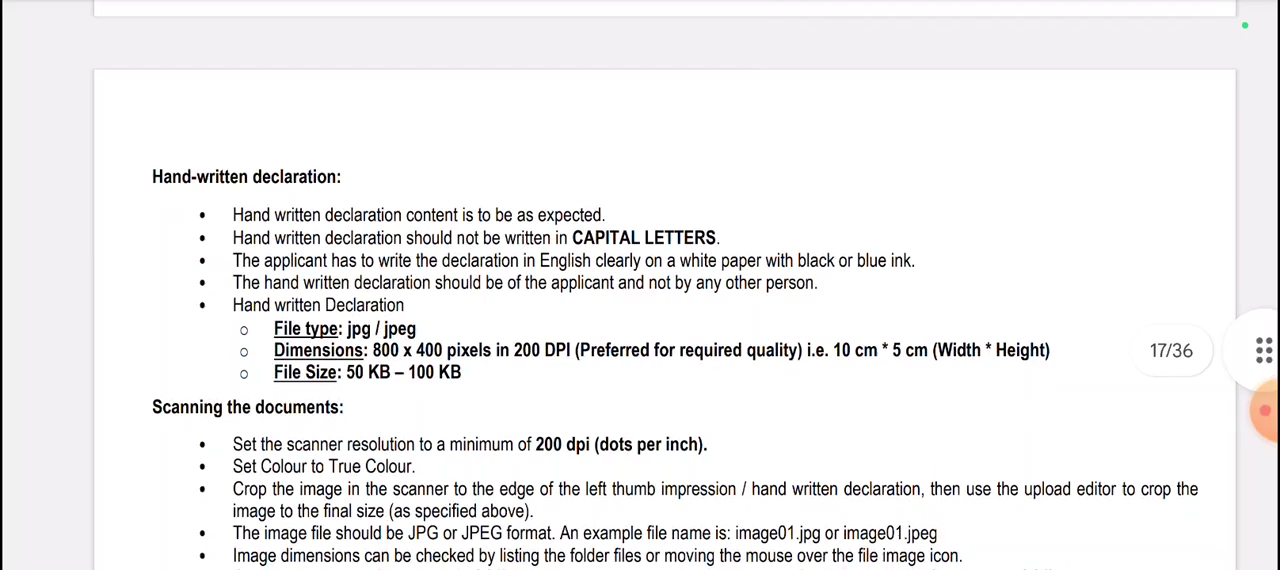 Hand-written declaration:
• Hand written declaration content is to be as expected.
• Hand written declaration should not be written in CAPITAL LETTERS.
• The applicant has to write the declaration in English clearly on a white paper with black or blue ink.
• The hand written declaration should be of the applicant and not by any other person.
• Hand written Declaration
o File type: jpg / jpeg
o Dimensions: 800 x 400 pixels in 200 DPI (Preferred for required quality) i.e. 10 cm * 5 cm (Width * Height)
17/36
o File Size: 50 KB – 100 KB
Scanning the documents:
• Set the scanner resolution to a minimum of 200 dpi (dots per inch).
• Set Colour to True Colour.
• Crop the image in the scanner to the edge of the left thumb impression / hand written declaration, then use the upload editor to crop the
image to the final size (as specified above).
• The image file should be JPG or JPEG format. An example file name is: image01.jpg or image01.jpeg
• Image dimensions can be checked by listing the folder files or moving the mouse over the file image icon.